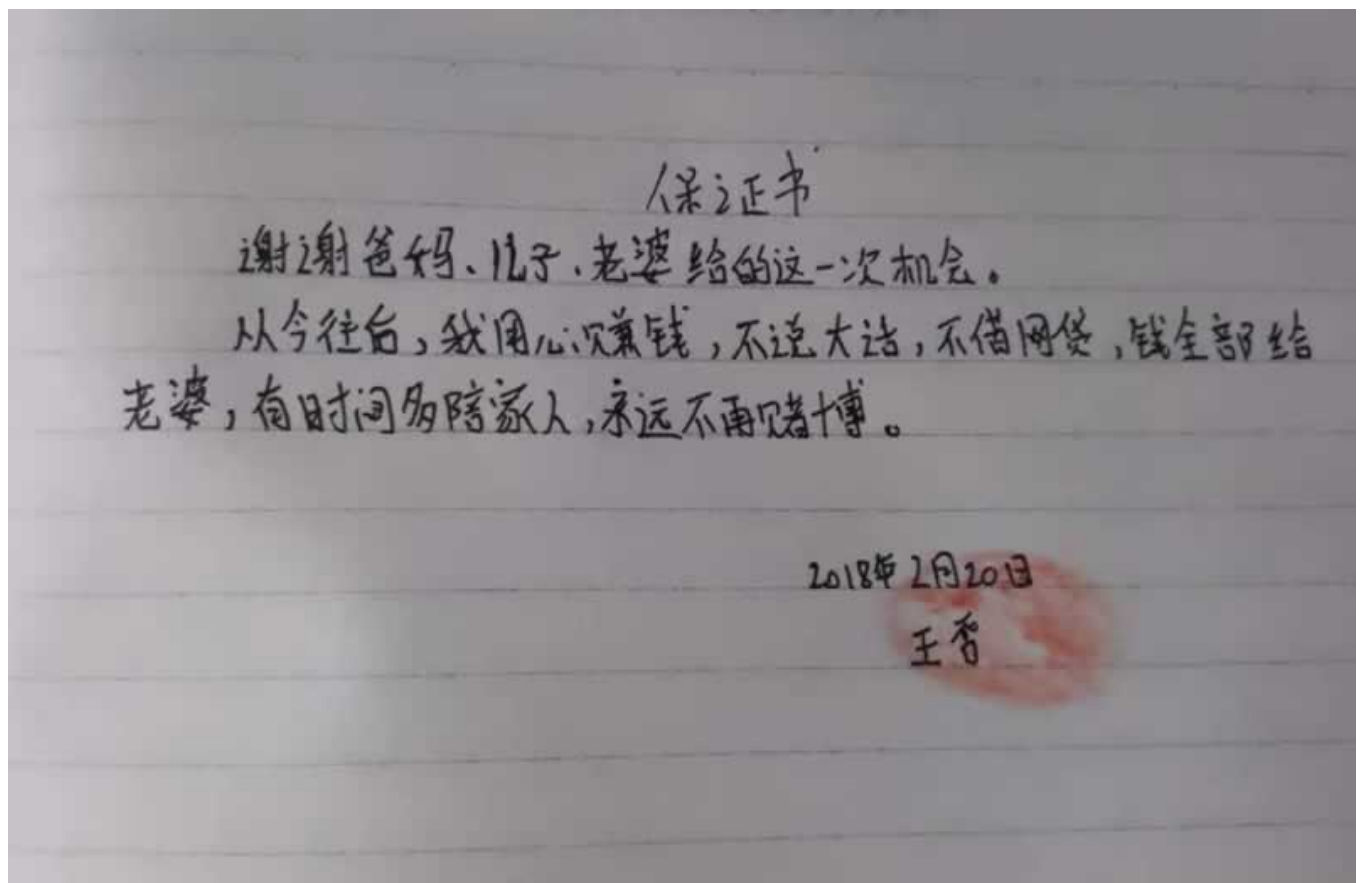 保证书
谢谢爸妈、儿子、老婆给的这一次机会。
从今往后，我用心赚钱，不说大话，不借网贷，钱全部给
老婆，有时间多陪家人，永远不再赌博。
2018年2月20日
王香